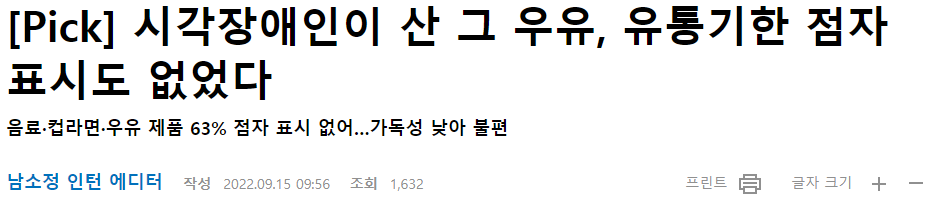 [Pick] 시각장애인이 산 그 우유, 유통기한 점자
표시도 없었다
음료·컵라면·우유 제품 63% 점자 표시 없어…가독성 낮아 불편
남소정 인턴 에디터 작성 2022.09.15 09:56 조회 1,632 프린트 글자 크기